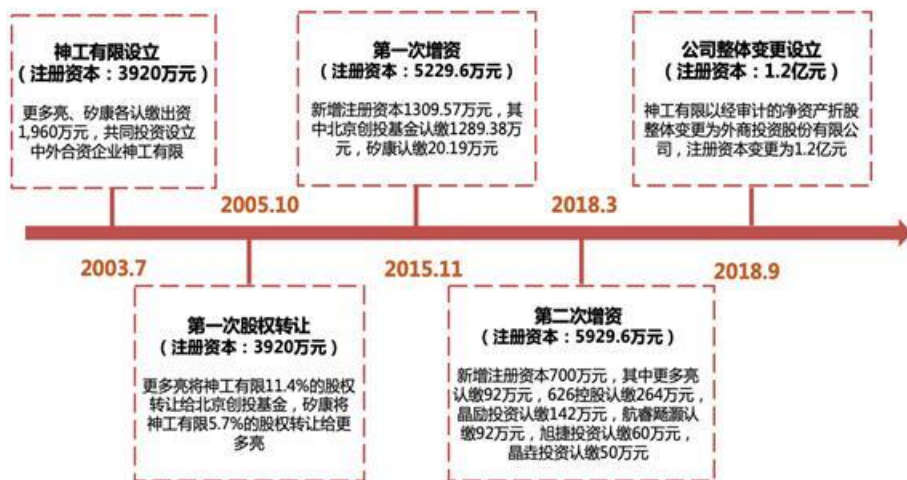 神工有限设立
（注册资本：3920万元）
更多亮、矽康各认缴出资
1,960万元，共同投资设立
中外合资企业神工有限
第一次增资
（注册资本：5229.6万元）
新增注册资本1309.57万元，其
中北京创投基金认缴1289.38万
元，矽康认缴20.19万元
公司整体变更设立
（注册资本：1.2亿元）
神工有限以经审计的净资产折股
整体变更为外商投资股份有限公
司，注册资本变更为1.2亿元
2005.10
2018.3
2003.7
2015.11
2018.9
第一次股权转让
（注册资本：3920万元）
更多亮将神工有限11.4%的股权
转让给北京创投基金，矽康将
神工有限5.7%的股权转让给更
多亮
第二次增资
（注册资本：5929.6万元）
新增注册资本700万元，其中更多亮
认缴92万元，626控股认缴264万元，
晶励投资认缴142万元，航睿飏灏认
缴92万元，旭捷投资认缴60万元，
晶垚投资认缴50万元